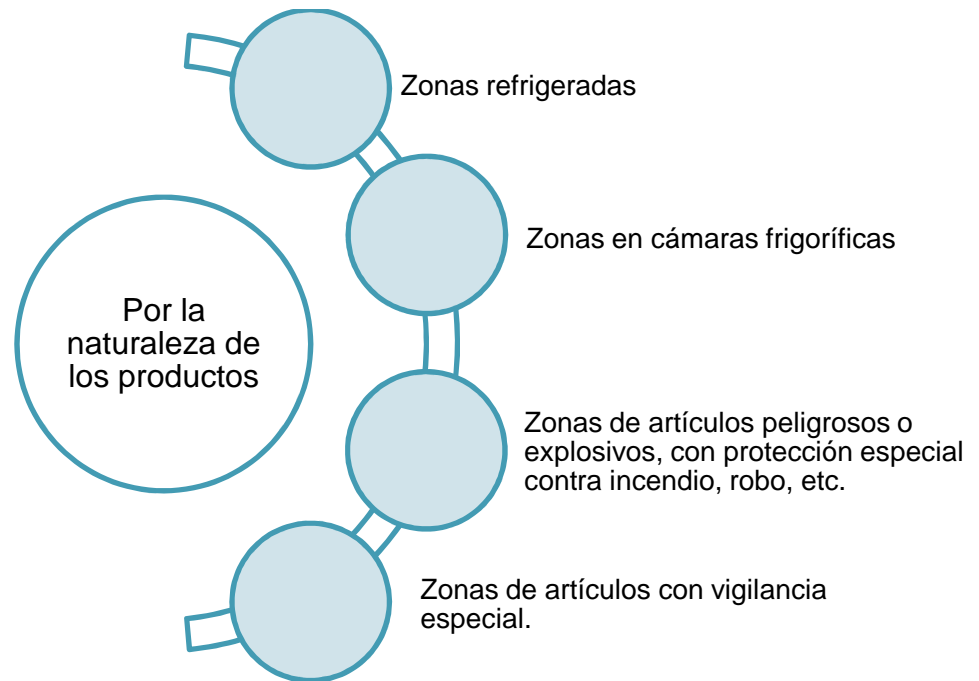 Zonas refrigeradas
Zonas en cámaras frigoríficas
Por la
naturaleza de
los productos
Zonas de artículos peligrosos o
explosivos, con protección especial
contra incendio, robo, etc.
Zonas de artículos con vigilancia
especial.